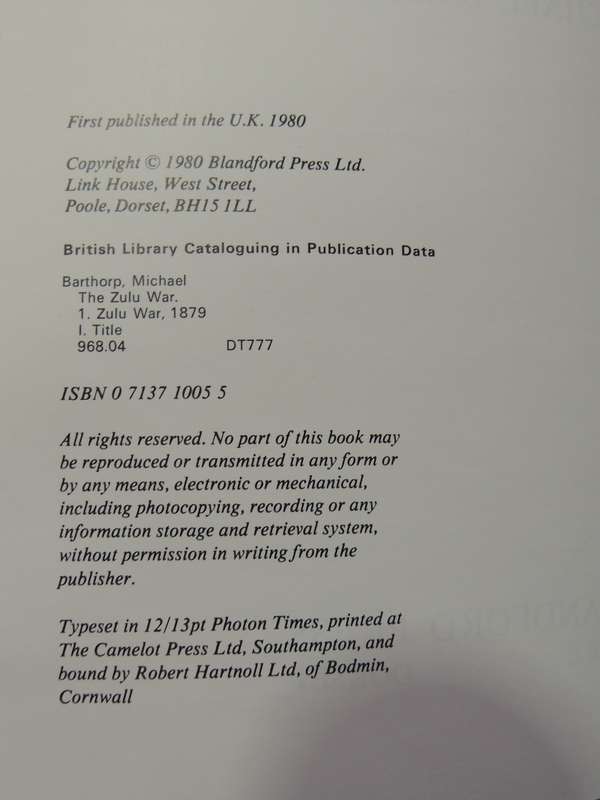 First published in the U.K. 1980
Copyright © 1980 Blandford Press Ltd.
Link House, West Street,
Poole, Dorset, BH15 1LL
British Library Cataloguing in Publication Data
Barthorp, Michael
The Zulu War.
1. Zulu War, 1879
I. Title
968.04 DT777
ISBN 0 7137 1005 5
All rights reserved. No part of this book may
be reproduced or transmitted in any form or
by any means, electronic or mechanical,
including photocopying, recording or any
information storage and retrieval system,
without permission in writing from the
publisher.
Typeset in 12/13pt Photon Times, printed at
The Camelot Press Ltd, Southampton, and
bound by Robert Hartnoll Ltd, of Bodmin,
Cornwall